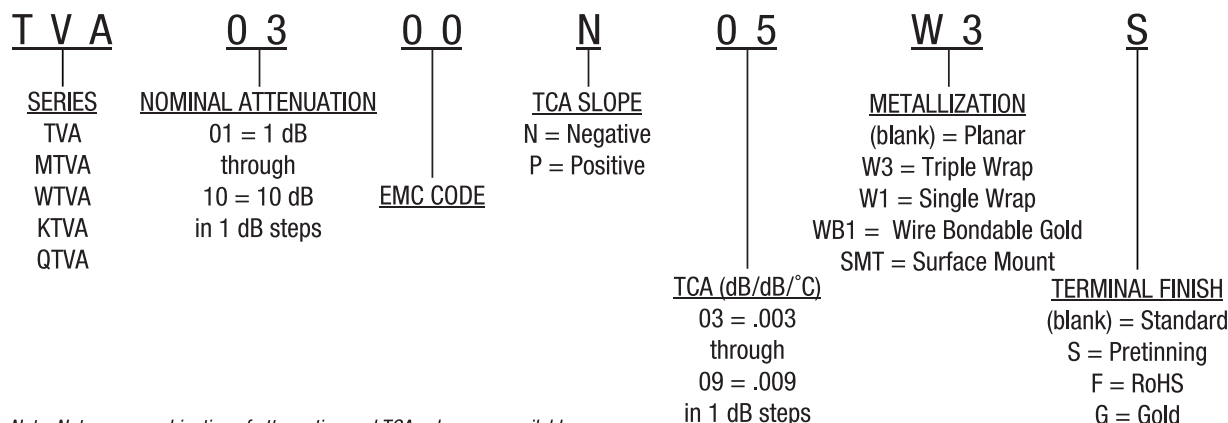 T V A 0 3 0 0 N 0 5 W 3 S
SERIES
TVA
MTVA
WTVA
KTVA
QTVA
NOMINAL ATTENUATION
01 = 1 dB
through
10 = 10 dB
in 1 dB steps
EMC CODE
TCA SLOPE
N = Negative
P = Positive
TCA (dB/dB/˚C)
03 = .003
through
09 = .009
in 1 dB steps
METALLIZATION
(blank) = Planar
W3 = Triple Wrap
W1 = Single Wrap
WB1 = Wire Bondable Gold
SMT = Surface Mount
TERMINAL FINISH
(blank) = Standard
S = Pretinning
F = RoHS
G = Gold